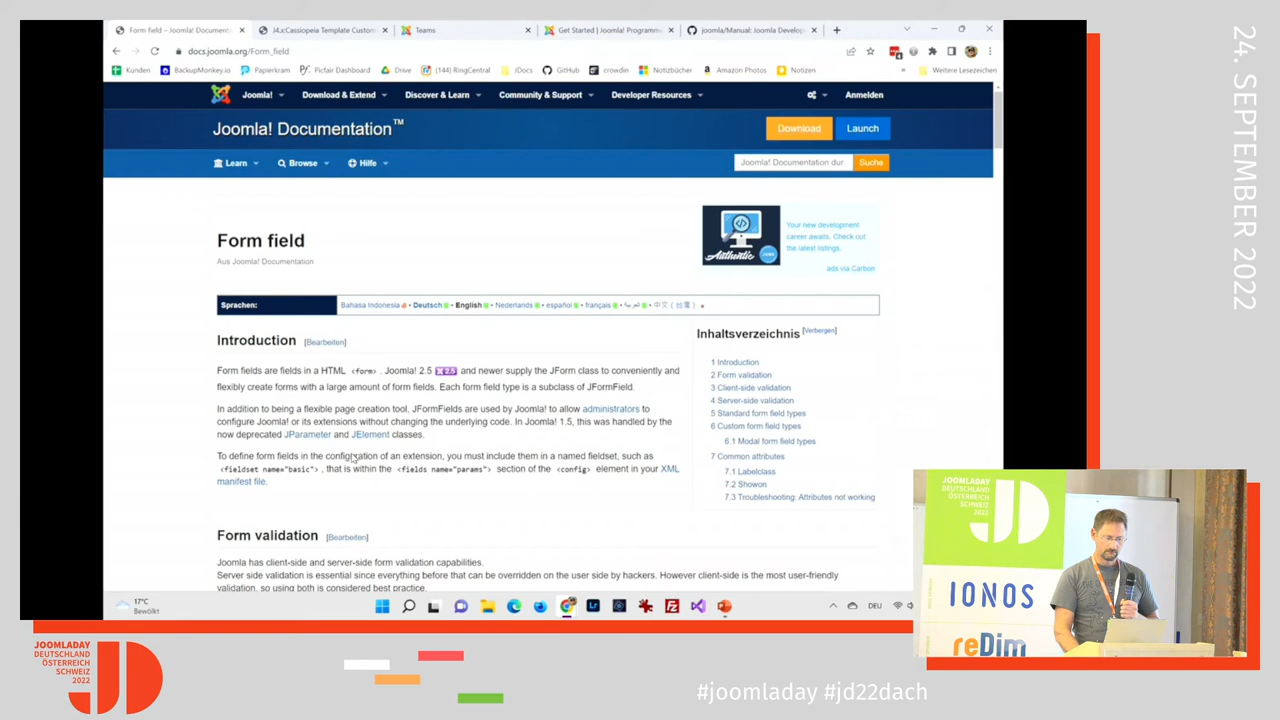 Form field – Joomla! Document
J4.x:Cassiopeia Template Custom
Teams
Get Started | Joomla! Programm
joomla/Manual: Joomla Develop
docs.joomla.org/Form_field
Kunden
BackupMonkey.io
Papierkram
Picfair Dashboard
Drive
(144) RingCentral
JDocs
GitHub
crowdin
Notizbücher
Amazon Photos
Notizen
»
Weitere Lesezeichen
Joomla!
Download & Extend
Discover & Learn
Community & Support
Developer Resources
Anmelden
Joomla! Documentation™
Download
Launch
Learn
Browse
Hilfe
Joomla! Documentation dur
Suche
Form field
Aus Joomla! Documentation
Authentic
Your new development
career awaits. Check out
the latest listings.
ads via Carbon
Sprachen:
Bahasa Indonesia • Deutsch • English • Nederlands • español • français • العربية • 中文（台灣） •
Introduction [Bearbeiten]
Form fields are fields in a HTML <form> . Joomla! 2.5 2.5 and newer supply the JForm class to conveniently and
flexibly create forms with a large amount of form fields. Each form field type is a subclass of JFormField.
In addition to being a flexible page creation tool, JFormFields are used by Joomla! to allow administrators to
configure Joomla! or its extensions without changing the underlying code. In Joomla! 1.5, this was handled by the
now deprecated JParameter and JElement classes.
To define form fields in the configuration of an extension, you must include them in a named fieldset, such as
<fieldset name="basic"> , that is within the <fields name="params"> section of the <config> element in your XML
manifest file.
Inhaltsverzeichnis [Verbergen]
1 Introduction
2 Form validation
3 Client-side validation
4 Server-side validation
5 Standard form field types
6 Custom form field types
6.1 Modal form field types
7 Common attributes
7.1 Labelclass
7.2 Showon
7.3 Troubleshooting: Attributes not working
Form validation [Bearbeiten]
Joomla has client-side and server-side form validation capabilities.
Server side validation is essential since everything before that can be overridden on the user side by hackers. However client-side is the most user-friendly
validation, so using both is considered best practice.
17°C
Bewölkt
DEU
24. SEPTEMBER 2022
JOOMLADAY
DEUTSCHLAND
ÖSTERREICH
SCHWEIZ
2022
JD
IONOS
reDim
JOOMLADAY
DEUTSCHLAND
ÖSTERREICH
SCHWEIZ
2022
JD
#joomladay #jd22dach